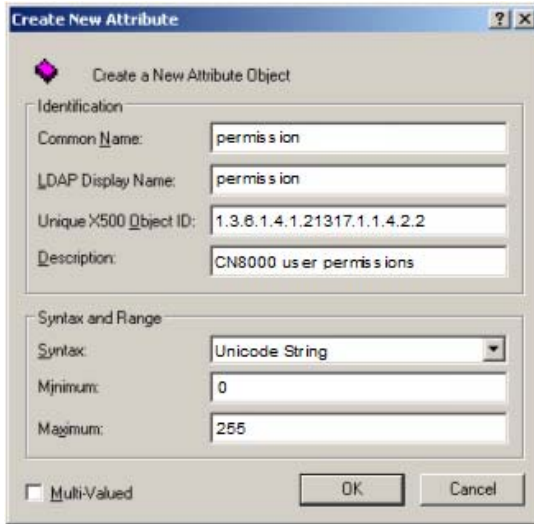 Create New Attribute
Create a New Attribute Object
Identification
Common Name: permission
LDAP Display Name: permission
Unique X500 Object ID: 1.3.6.1.4.1.21317.1.1.4.2.2
Description: CN8000 user permissions
Syntax and Range
Syntax: Unicode String
Minimum: 0
Maximum: 255
Multi-Valued OK Cancel